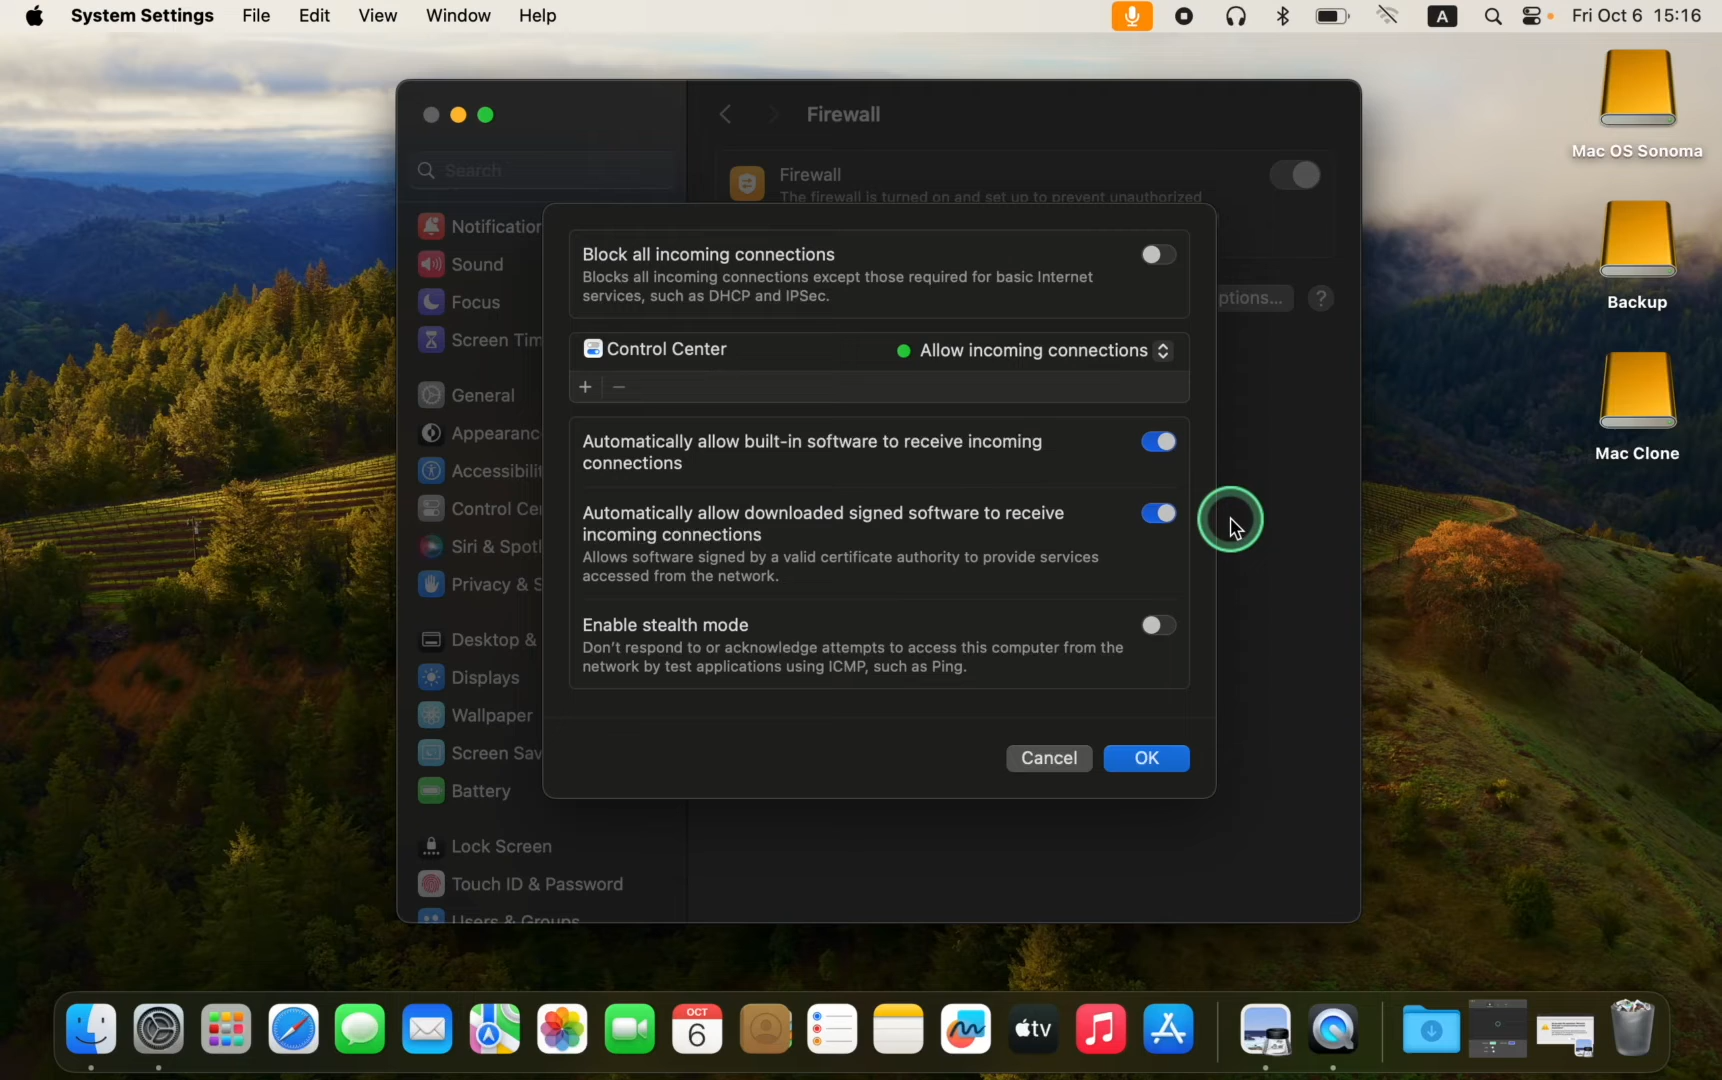 System Settings File Edit View Window Help A Fri Oct 6 15:16
Mac OS Sonoma
Backup
Mac Clone
Firewall
Search
Firewall
The firewall is turned on and set up to prevent unauthorized
ptions... ?
Notification
Sound
Focus
Screen Tim
General
Appearanc
Accessibilit
Control Ce
Siri & Spotl
Privacy & S
Desktop &
Displays
Wallpaper
Screen Sav
Battery
Lock Screen
Touch ID & Password
Users & Groups
Block all incoming connections
Blocks all incoming connections except those required for basic Internet
services, such as DHCP and IPSec.
Control Center Allow incoming connections
+ −
Automatically allow built-in software to receive incoming
connections
Automatically allow downloaded signed software to receive
incoming connections
Allows software signed by a valid certificate authority to provide services
accessed from the network.
Enable stealth mode
Don't respond to or acknowledge attempts to access this computer from the
network by test applications using ICMP, such as Ping.
Cancel OK
OCT
6
tv